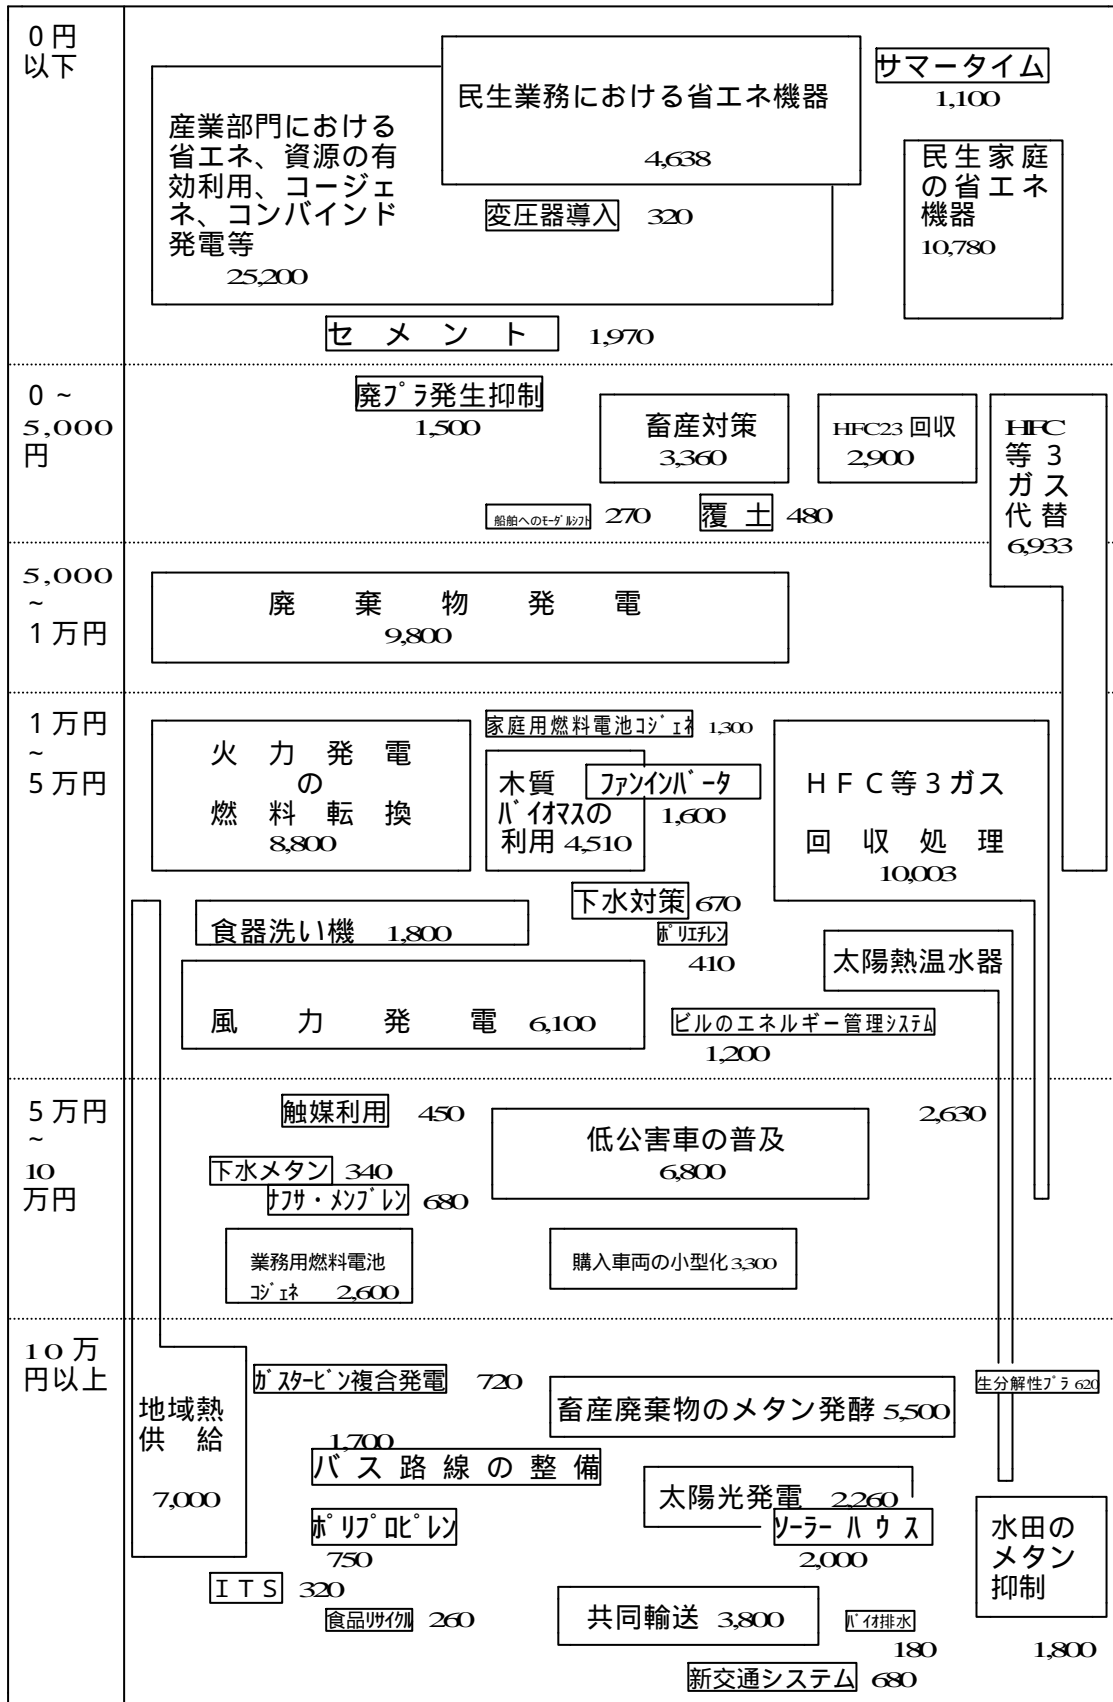 0円
以下
民生業務における省エネ機器
4,638
サマータイム
1,100
産業部門における
省エネ、資源の有
効利用、コージェ
ネ、コンバインド
発電等
25,200
変圧器導入 320
民生家庭
の省エネ
機器
10,780
セメント 1,970
0~
5,000
円
廃プラ発生抑制
1,500
畜産対策
3,360
HFC23回収
2,900
HFC
等3
ガス
代替
6,933
船舶へのモーダルシフト 270
覆土 480
5,000
~
1万円
廃棄物発電
9,800
1万円
~
5万円
火力発電
の
燃料転換
8,800
家庭用燃料電池コジェネ 1,300
木質
バイオマスの
利用 4,510
ファンインバータ
1,600
HFC等3ガス
回収処理
10,003
下水対策 670
食器洗い機 1,800
ポリエチレン
410
太陽熱温水器
風力発電 6,100
ビルのエネルギー管理システム
1,200
5万円
~
10
万円
触媒利用 450
低公害車の普及
6,800
2,630
下水メタン 340
ナフサ・メンブレン 680
業務用燃料電池
コジェネ 2,600
購入車両の小型化 3,300
10万
円以上
地域熱
供給
7,000
ガスタービン複合発電 720
畜産廃棄物のメタン発酵 5,500
生分解性プラ 620
1,700
バス路線の整備
太陽光発電 2,260
ポリプロピレン
750
ソーラーハウス
2,000
水田の
メタン
抑制
1,800
ITS 320
食品リサイクル 260
共同輸送 3,800
バイオ排水
180
新交通システム 680